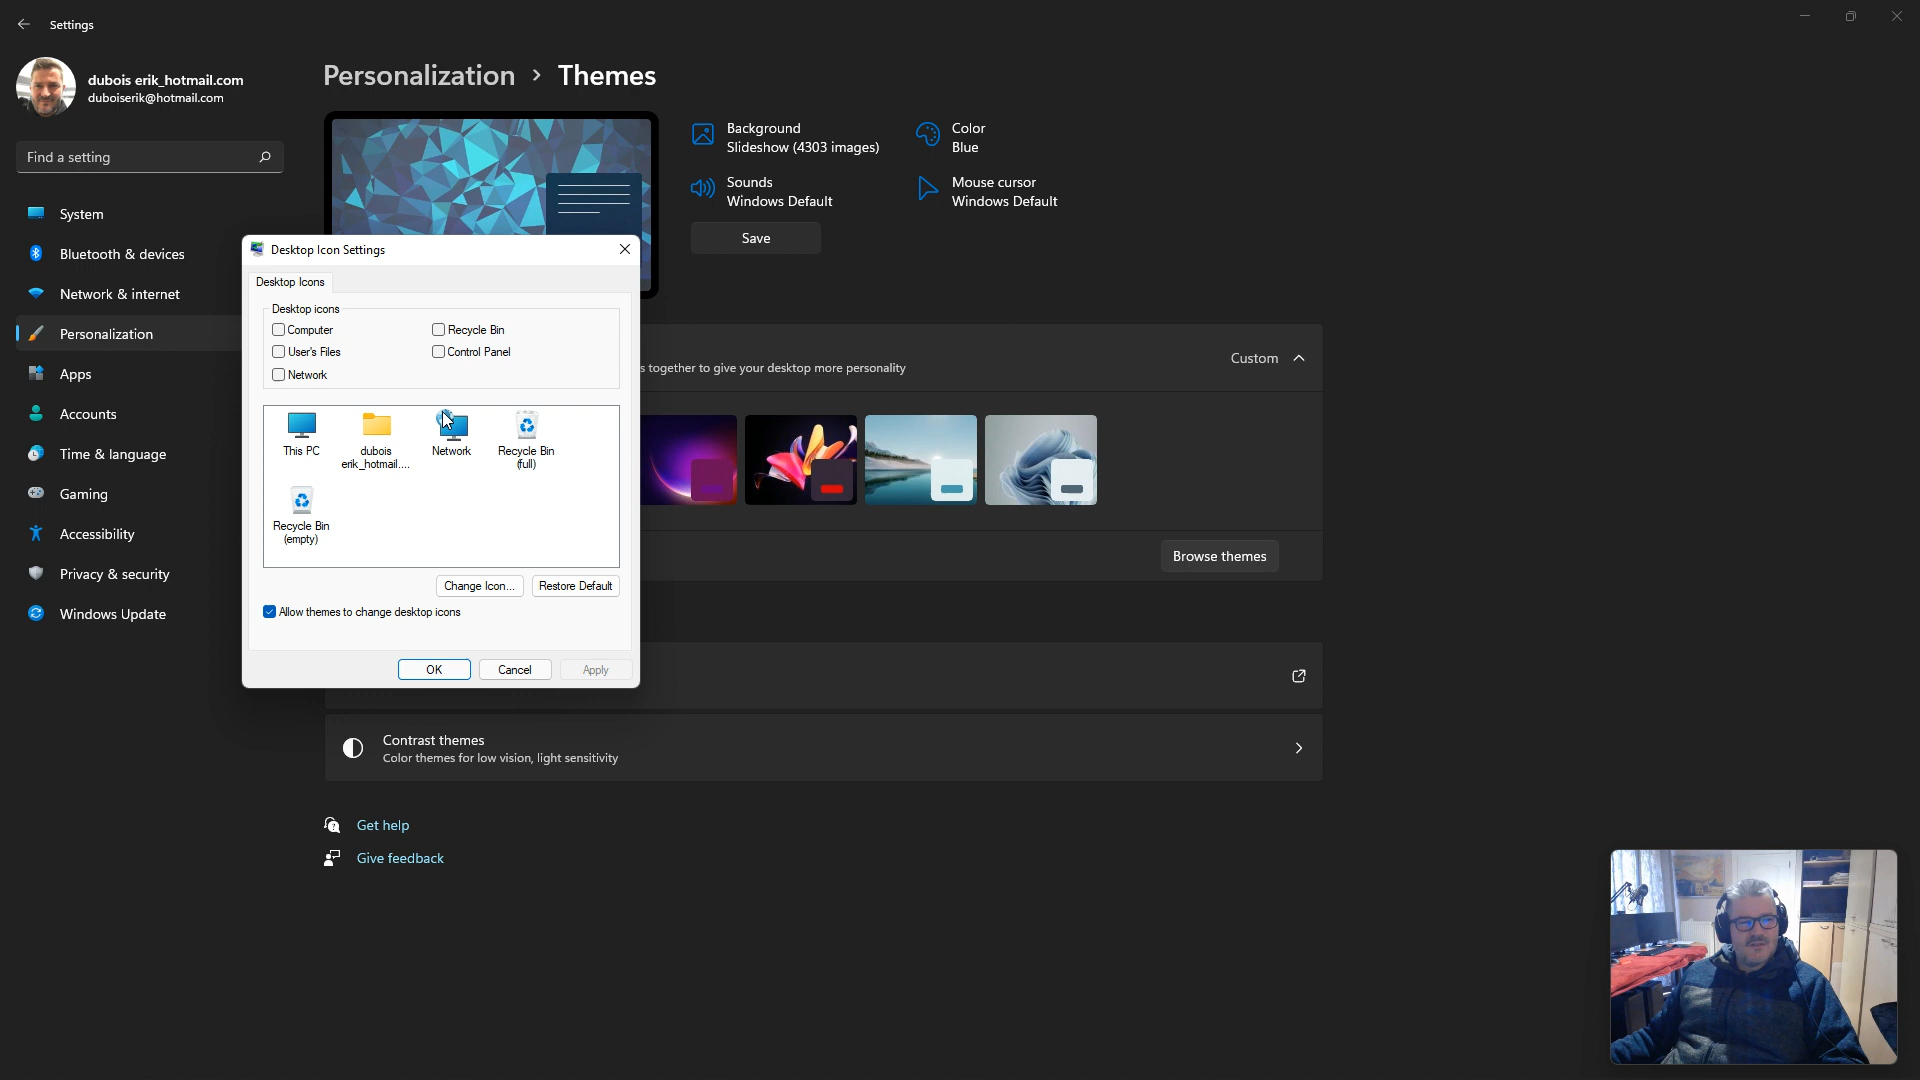 Settings
dubois erik_hotmail.com
duboiserik@hotmail.com
Find a setting
System
Bluetooth & devices
Network & internet
Personalization
Apps
Accounts
Time & language
Gaming
Accessibility
Privacy & security
Windows Update
Personalization > Themes
Background
Slideshow (4303 images)
Color
Blue
Sounds
Windows Default
Mouse cursor
Windows Default
Save
Desktop Icon Settings
Desktop Icons
Desktop icons
Computer
Recycle Bin
User's Files
Control Panel
Network
This PC
dubois
erik_hotmail....
Network
Recycle Bin
(full)
Recycle Bin
(empty)
Change Icon...
Restore Default
Allow themes to change desktop icons
OK
Cancel
Apply
s together to give your desktop more personality
Custom
Browse themes
Contrast themes
Color themes for low vision, light sensitivity
Get help
Give feedback